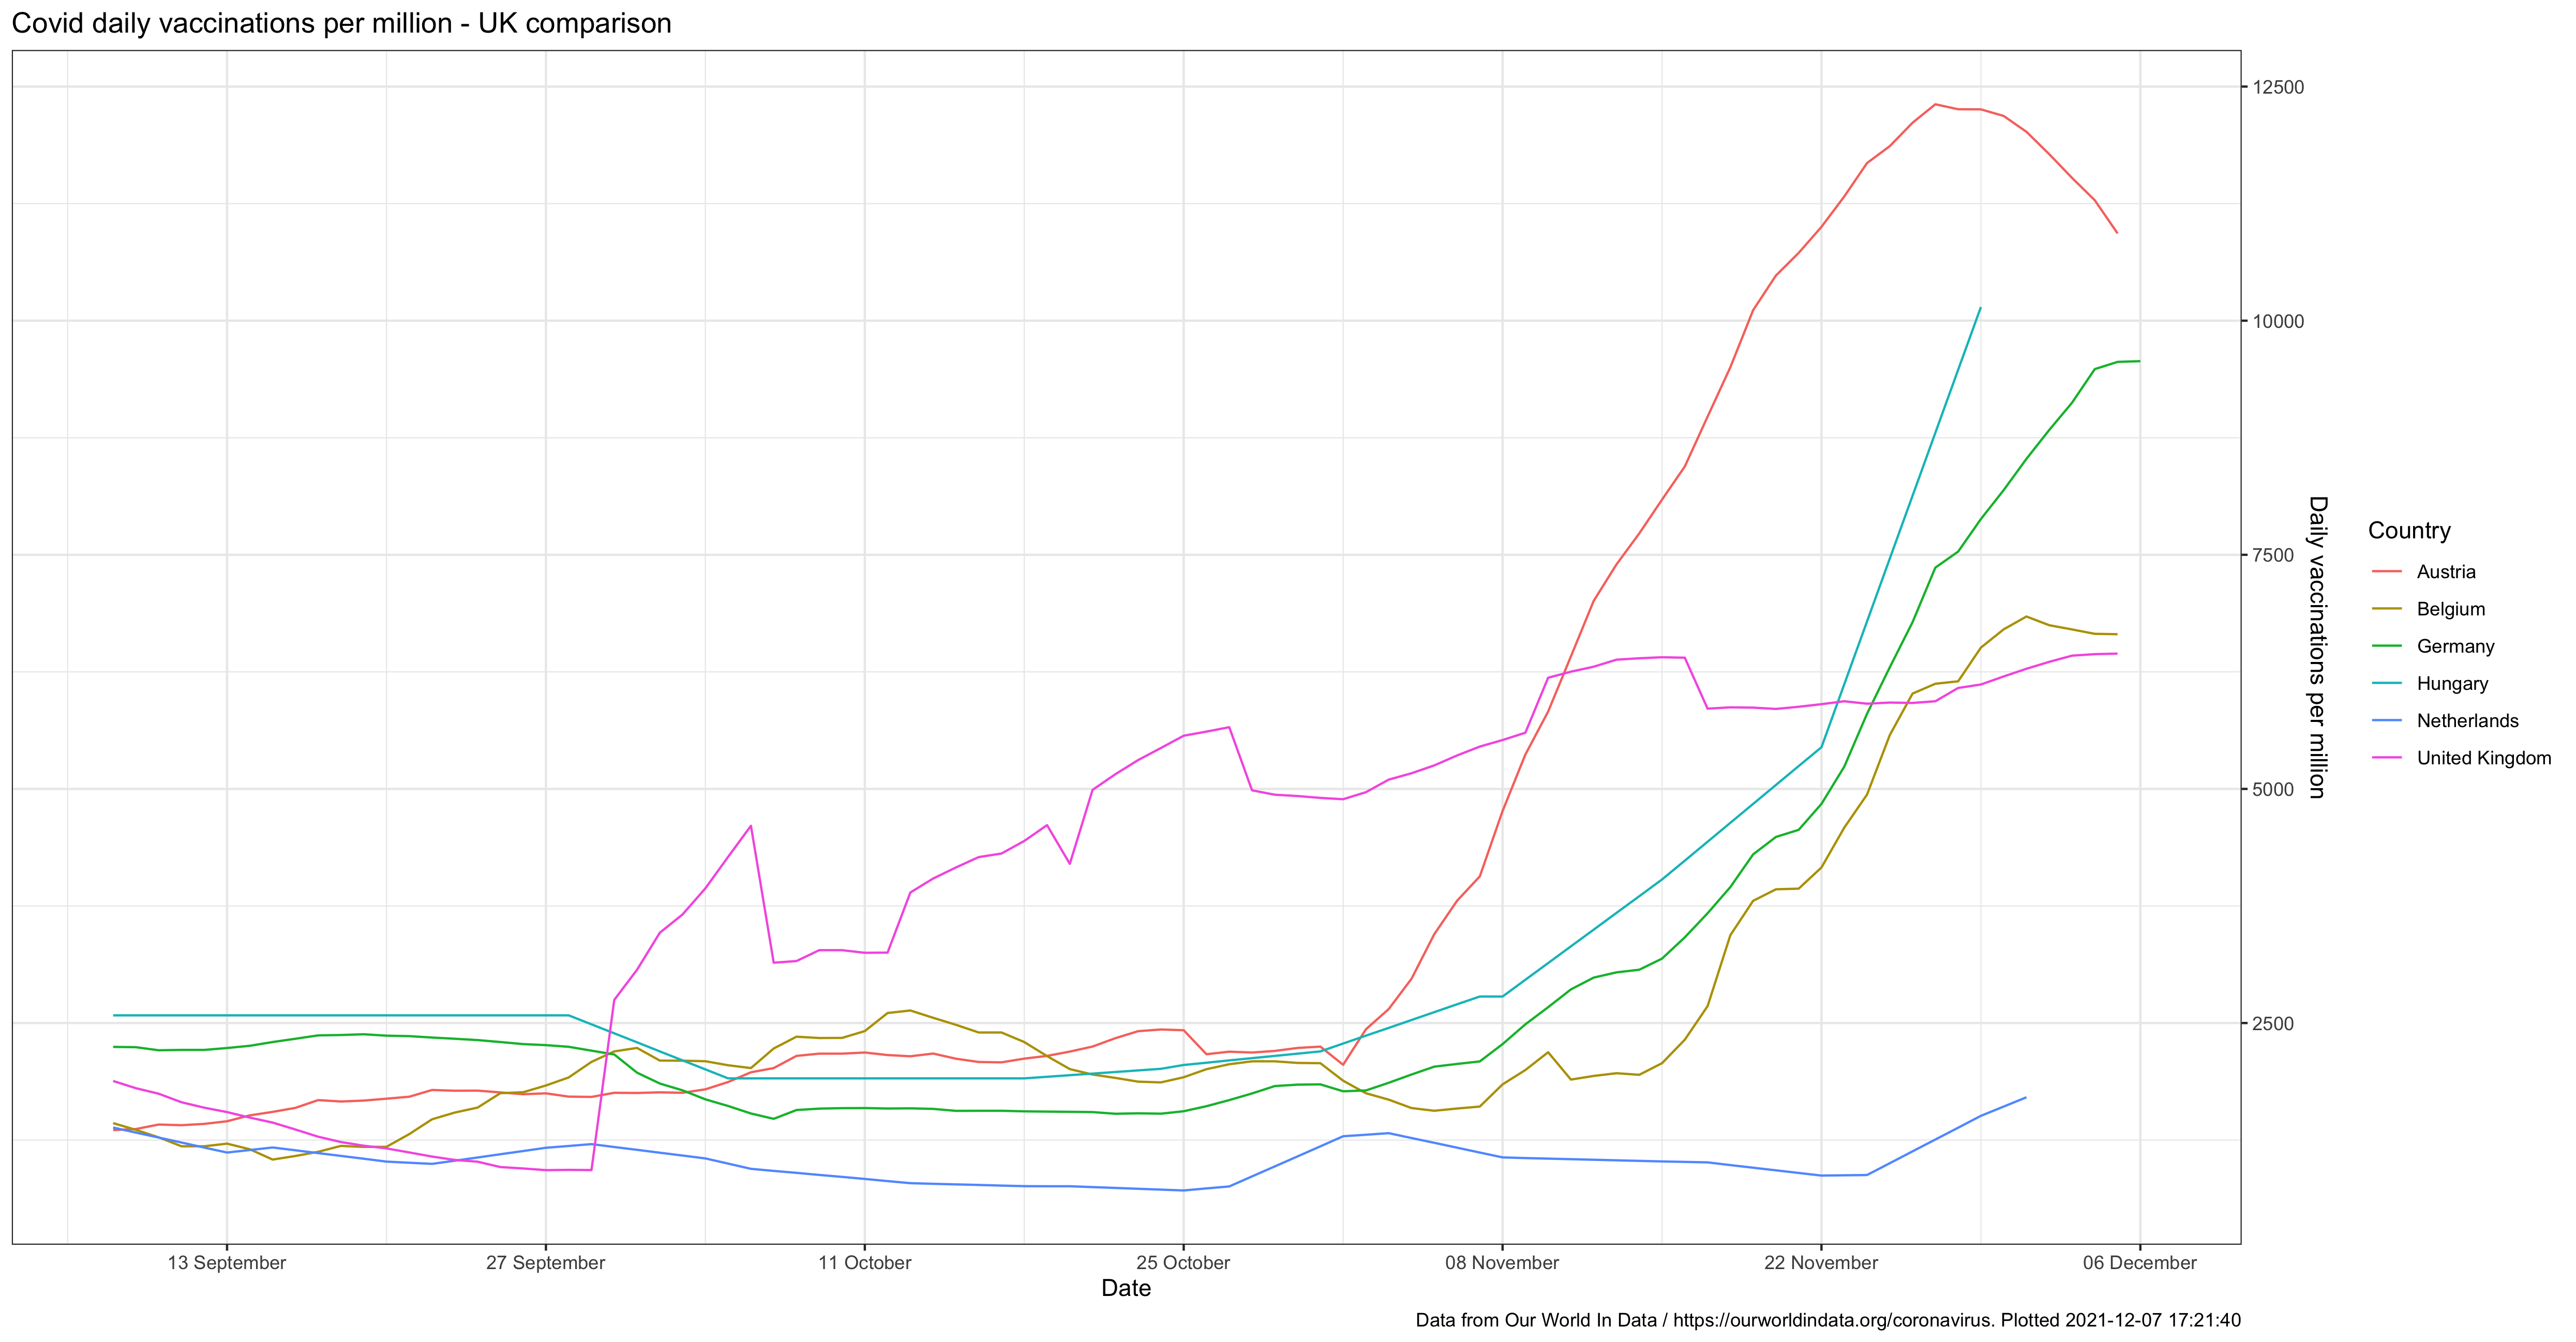 Covid daily vaccinations per million - UK comparison
12500
10000
7500
5000
2500
Daily vaccinations per million
Country
Austria
Belgium
Germany
Hungary
Netherlands
United Kingdom
13 September
27 September
11 October
25 October
08 November
22 November
06 December
Date
Data from Our World In Data / https://ourworldindata.org/coronavirus. Plotted 2021-12-07 17:21:40